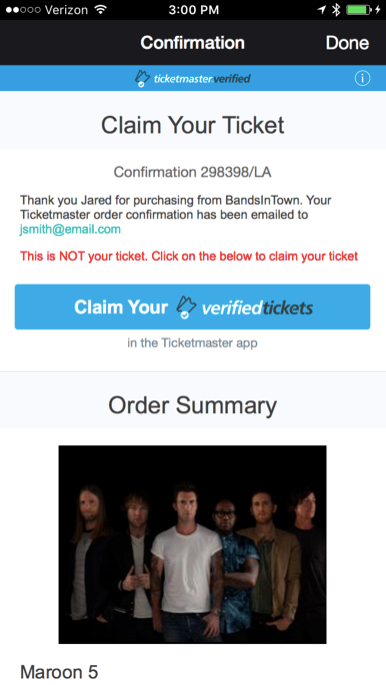 Verizon 3:00 PM
Confirmation Done
ticketmaster verified i
Claim Your Ticket
Confirmation 298398/LA
Thank you Jared for purchasing from BandsInTown. Your
Ticketmaster order confirmation has been emailed to
jsmith@email.com
This is NOT your ticket. Click on the below to claim your ticket
Claim Your verifiedtickets
in the Ticketmaster app
Order Summary
Maroon 5